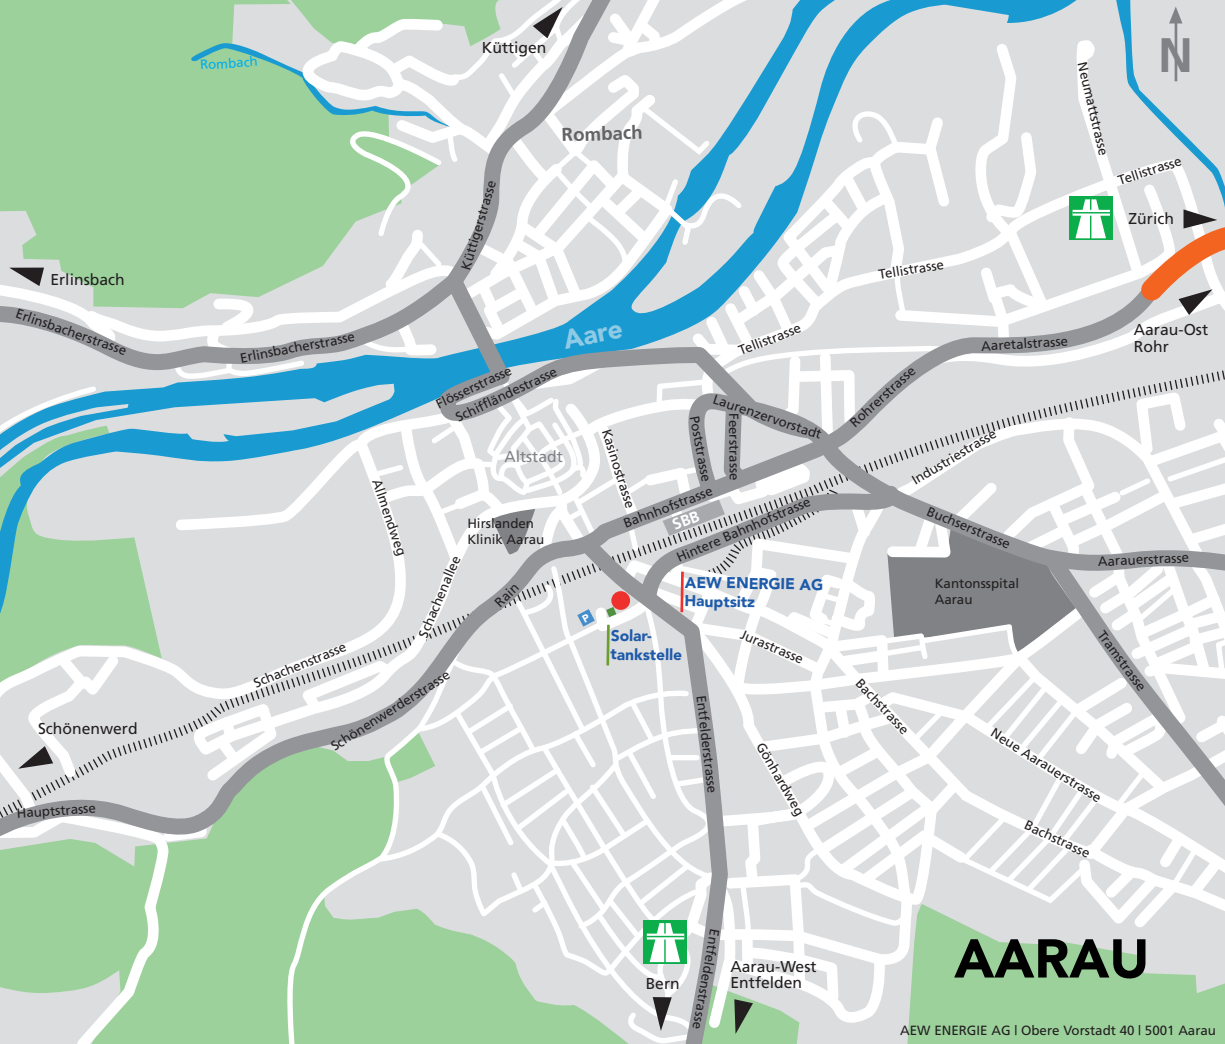 Küttigen
N
Rombach
Rombach
Neumattstrasse
Tellistrasse
Zürich
Küttigerstrasse
Tellistrasse
Erlinsbach
Erlinsbacherstrasse
Erlinsbacherstrasse
Aare
Tellistrasse
Aaretalstrasse
Aarau-Ost
Rohr
Flösserstrasse
Schifflándestrasse
Laurenzervorstadt
Rohrerstrasse
Poststrasse
Feerstrasse
Kasinostrasse
Altstadt
Industriestrasse
Allmendweg
Hirslanden
Klinik Aarau
Bahnhofstrasse
SBB
Hintere Bahnhofstrasse
Buchserstrasse
Aarauerstrasse
Schachenallee
Rain
AEW ENERGIE AG
Hauptsitz
Kantonsspital
Aarau
P
Solar-
tankstelle
Jurastrasse
Tramstrasse
Schachenstrasse
Schönenwerderstrasse
Bachstrasse
Schönenwerd
Entfelderstrasse
Gönhardweg
Neue Aarauerstrasse
Hauptstrasse
Bachstrasse
Entfeldenstrasse
Bern
Aarau-West
Entfelden
AARAU
AEW ENERGIE AG | Obere Vorstadt 40 | 5001 Aarau